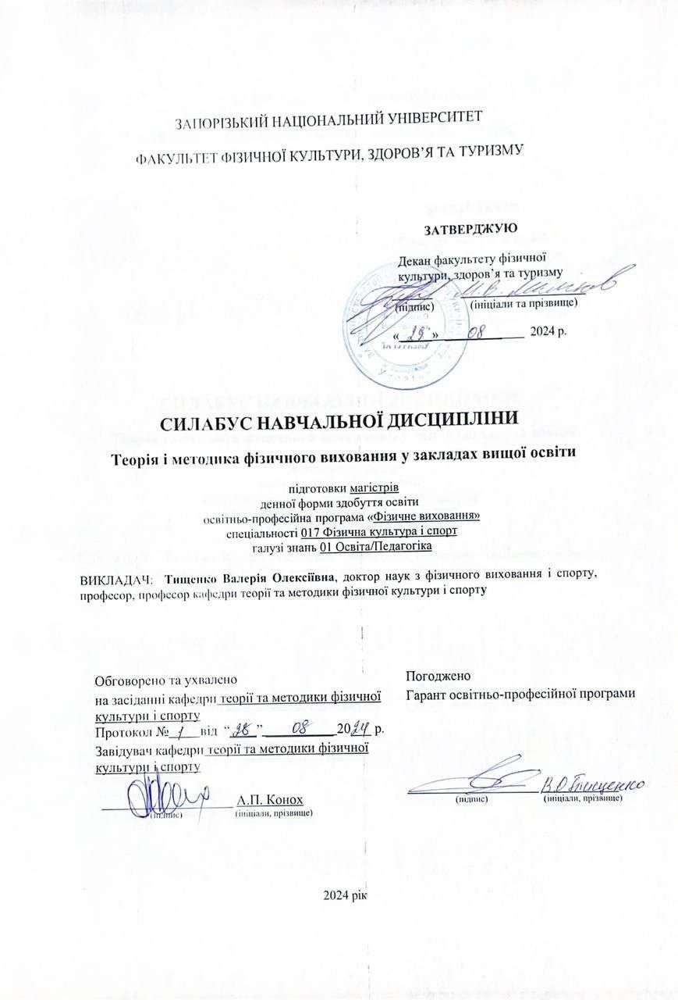 ЗАПОРІЗЬКИЙ НАЦІОНАЛЬНИЙ УНІВЕРСИТЕТ
ФАКУЛЬТЕТ ФІЗИЧНОЇ КУЛЬТУРИ, ЗДОРОВ’Я ТА ТУРИЗМУ
ЗАТВЕРДЖУЮ
Декан факультету фізичної
культури, здоров’я та туризму
М.В. Маліков
(підпис) (ініціали та прізвище)
«29» 08 2024 р.
СИЛАБУС НАВЧАЛЬНОЇ ДИСЦИПЛІНИ
Теорія і методика фізичного виховання у закладах вищої освіти
підготовки магістрів
денної форми здобуття освіти
освітньо-професійна програма «Фізичне виховання»
спеціальності 017 Фізична культура і спорт
галузі знань 01 Освіта/Педагогіка
ВИКЛАДАЧ: Тищенко Валерія Олексіївна, доктор наук з фізичного виховання і спорту,
професор, професор кафедри теорії та методики фізичної культури і спорту
Обговорено та ухвалено
на засіданні кафедри теорії та методики фізичної
культури і спорту
Протокол № 1 від “28” 08 2024 р.
Завідувач кафедри теорії та методики фізичної
культури і спорту
А.П. Конох
(підпис) (ініціали, прізвище)
Погоджено
Гарант освітньо-професійної програми
В.О. Тищенко
(підпис) (ініціали, прізвище)
2024 рік